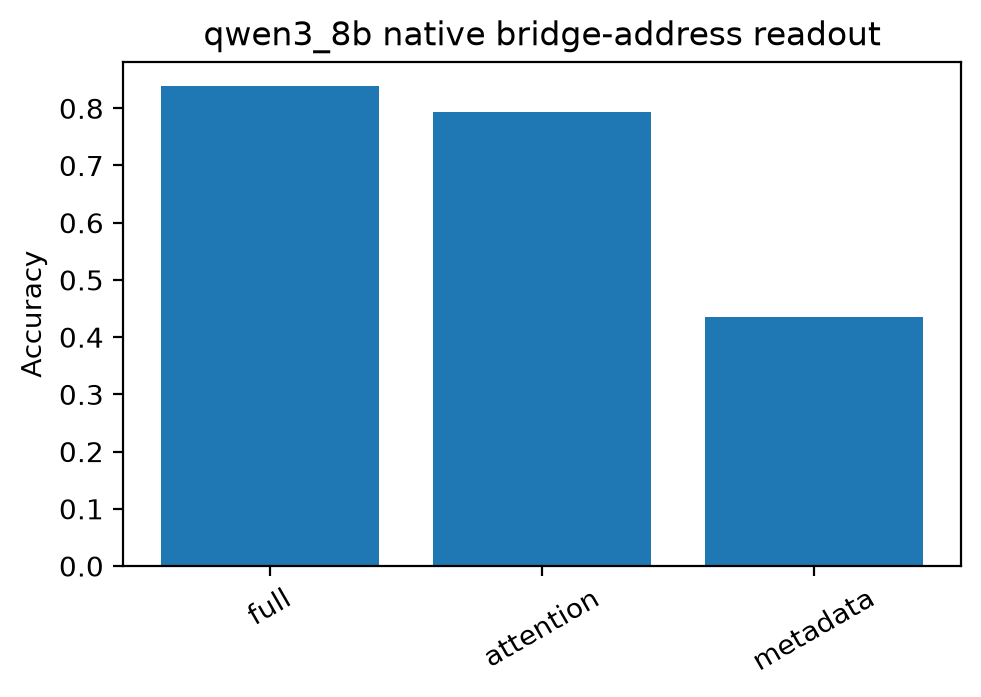 qwen3_8b native bridge-address readout
Accuracy
0.8
0.7
0.6
0.5
0.4
0.3
0.2
0.1
0.0
full
attention
metadata